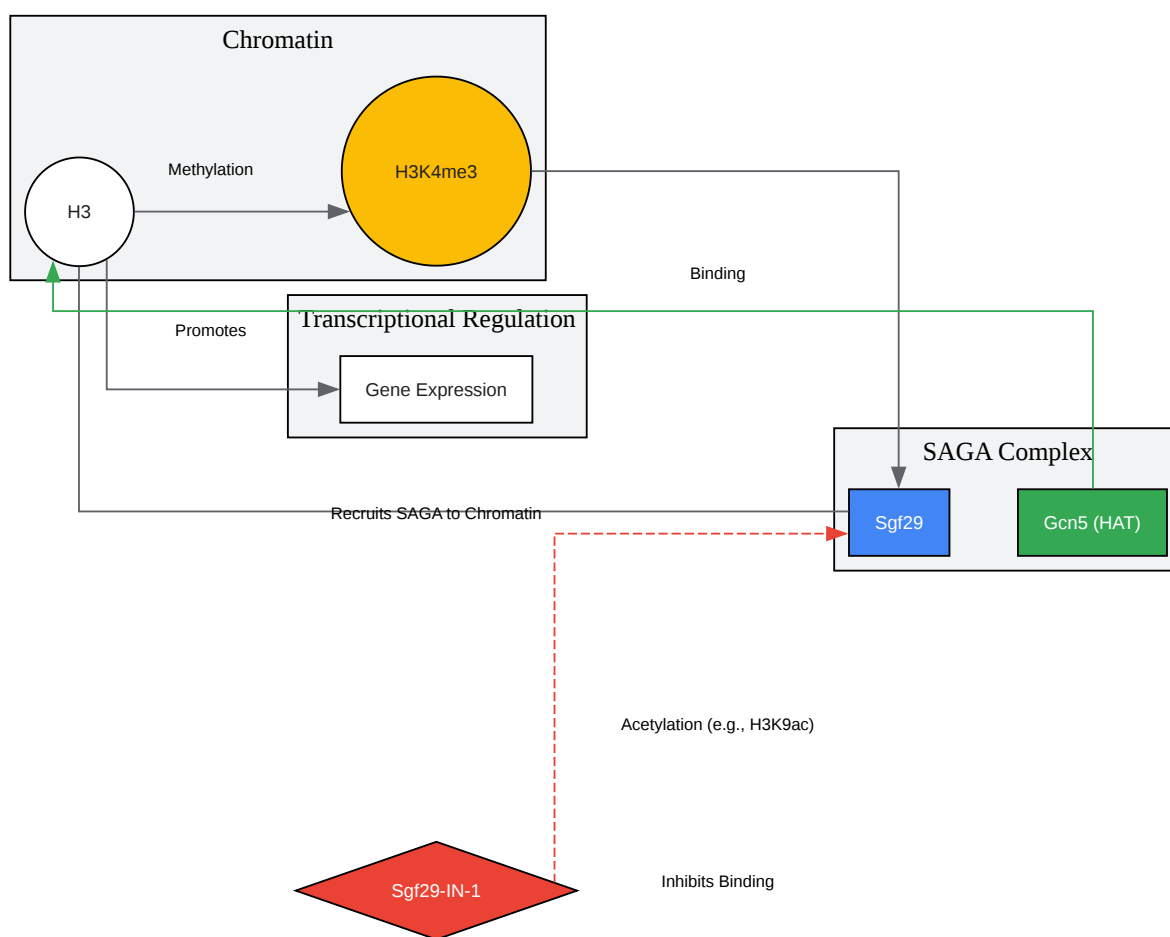 Chromatin
H3K4me3
Methylation
H3
Binding
Transcriptional Regulation
Promotes
Gene Expression
SAGA Complex
Recruits SAGA to Chromatin
Sgf29
Gcn5 (HAT)
Acetylation (e.g., H3K9ac)
Sgf29-IN-1
Inhibits Binding